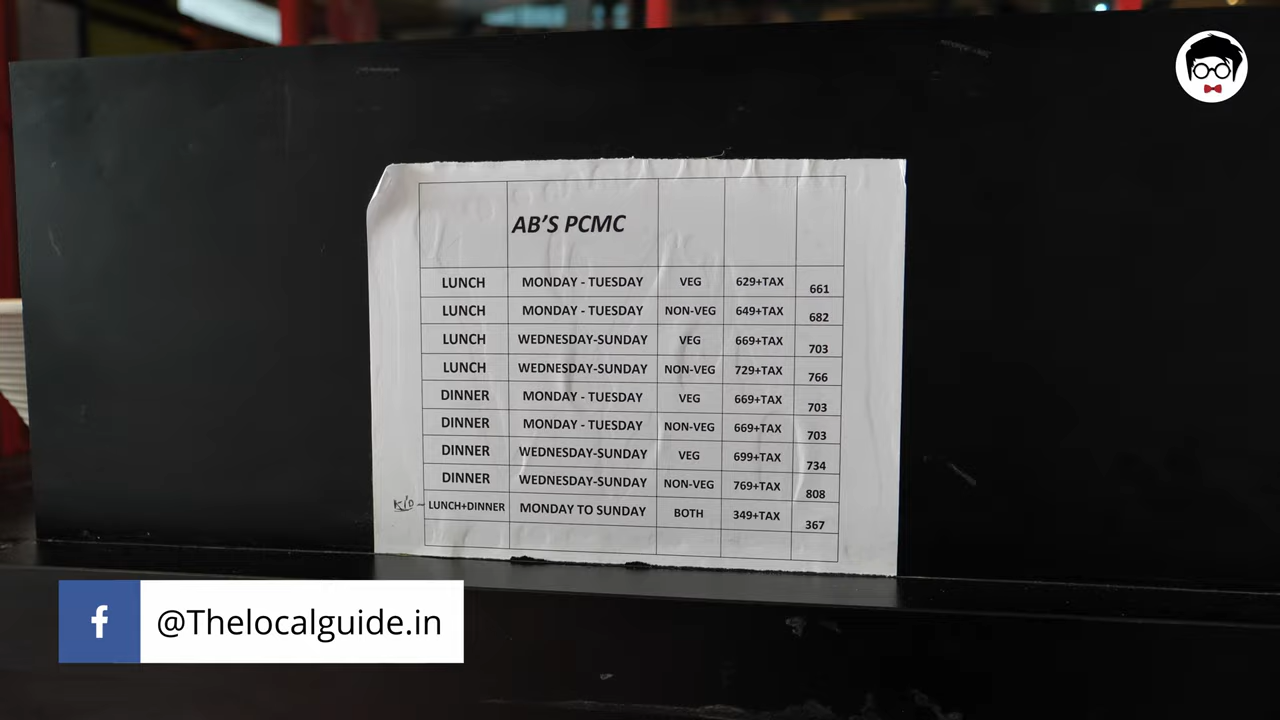 AB'S PCMC
LUNCH MONDAY - TUESDAY VEG 629+TAX 661
LUNCH MONDAY - TUESDAY NON-VEG 649+TAX 682
LUNCH WEDNESDAY-SUNDAY VEG 669+TAX 703
LUNCH WEDNESDAY-SUNDAY NON-VEG 729+TAX 766
DINNER MONDAY - TUESDAY VEG 669+TAX 703
DINNER MONDAY - TUESDAY NON-VEG 669+TAX 703
DINNER WEDNESDAY-SUNDAY VEG 699+TAX 734
DINNER WEDNESDAY-SUNDAY NON-VEG 769+TAX 808
KID - LUNCH+DINNER MONDAY TO SUNDAY BOTH 349+TAX 367
f @Thelocalguide.in